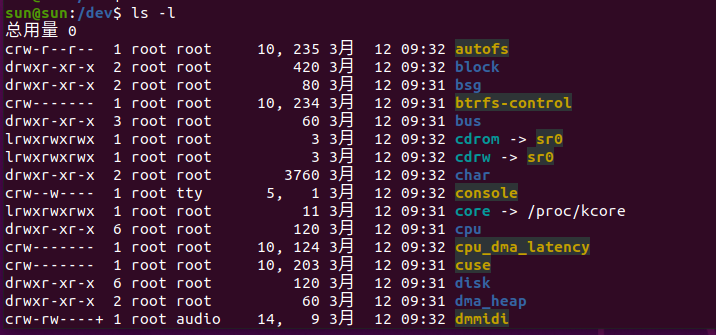 sun@sun:/dev$ ls -l
总用量 0
crw-r--r--  1 root root     10, 235 3月  12 09:32 autofs
drwxr-xr-x  2 root root         420 3月  12 09:32 block
drwxr-xr-x  2 root root          80 3月  12 09:31 bsg
crw-------  1 root root     10, 234 3月  12 09:31 btrfs-control
drwxr-xr-x  3 root root          60 3月  12 09:31 bus
lrwxrwxrwx  1 root root           3 3月  12 09:32 cdrom -> sr0
lrwxrwxrwx  1 root root           3 3月  12 09:32 cdrw -> sr0
drwxr-xr-x  2 root root        3760 3月  12 09:32 char
crw--w----  1 root tty       5,   1 3月  12 09:32 console
lrwxrwxrwx  1 root root          11 3月  12 09:31 core -> /proc/kcore
drwxr-xr-x  6 root root         120 3月  12 09:31 cpu
crw-------  1 root root     10, 124 3月  12 09:32 cpu_dma_latency
crw-------  1 root root     10, 203 3月  12 09:31 cuse
drwxr-xr-x  6 root root         120 3月  12 09:31 disk
drwxr-xr-x  2 root root          60 3月  12 09:31 dma_heap
crw-rw----+ 1 root audio    14,   9 3月  12 09:32 dmmidi